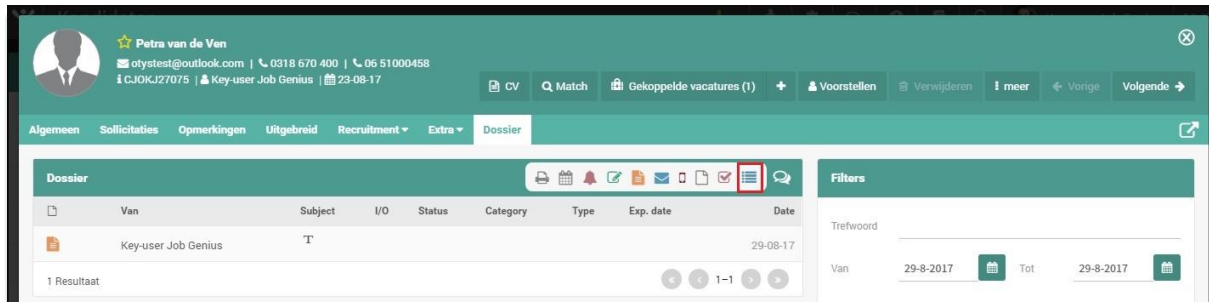 Petra van de Ven
otystest@outlook.com | 0318 670 400 | 06 51000458
CJOKJ27075 | Key-user Job Genius | 23-08-17
CV Match Gekoppelde vacatures (1) + Voorstellen Verwijderen meer Vorige Volgende
Algemeen Sollicitaties Opmerkingen Uitgebreid Recruitment Extra Dossier
Dossier
Van Subject I/O Status Category Type Exp. date Date
Key-user Job Genius T 29-08-17
1 Resultaat 1-1
Filters
Trefwoord
Van 29-8-2017 Tot 29-8-2017